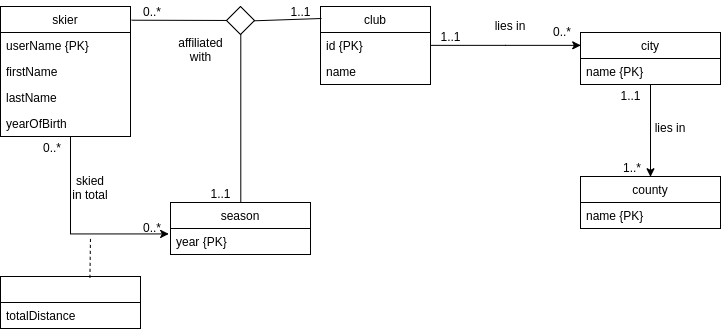 skier
userName {PK}
firstName
lastName
yearOfBirth
0..*
affiliated
with
1..1
club
id {PK}
name
1..1
lies in
0..*
city
name {PK}
1..1
lies in
1..*
county
name {PK}
0..*
skied
in total
0..*
1..1
season
year {PK}
totalDistance